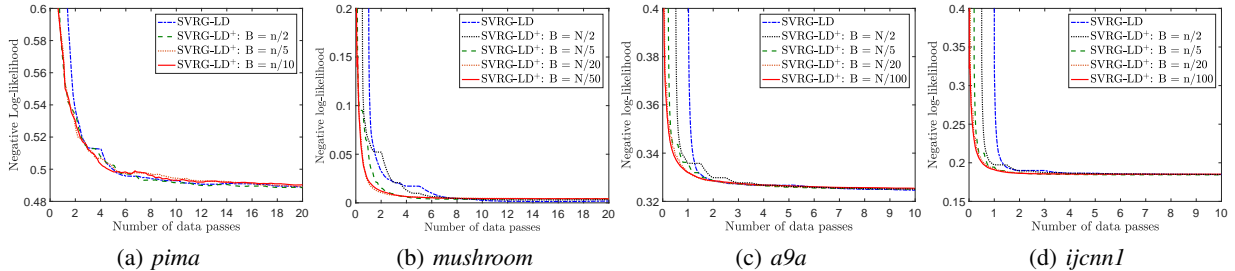 0.6
0.58
0.56
0.54
0.52
0.5
0.48
Negative Log-likelihood
0 2 4 6 8 10 12 14 16 18 20
Number of data passes
SVRG-LD
SVRG-LD⁺: B = n/2
SVRG-LD⁺: B = n/5
SVRG-LD⁺: B = n/10
(a) pima
0.2
0.15
0.1
0.05
0
Negative log-likelihood
0 2 4 6 8 10 12 14 16 18 20
Number of data passes
SVRG-LD
SVRG-LD⁺: B = N/2
SVRG-LD⁺: B = N/5
SVRG-LD⁺: B = N/20
SVRG-LD⁺: B = N/50
(b) mushroom
0.4
0.38
0.36
0.34
0.32
Negative log-likelihood
0 1 2 3 4 5 6 7 8 9 10
Number of data passes
SVRG-LD
SVRG-LD⁺: B = N/2
SVRG-LD⁺: B = N/5
SVRG-LD⁺: B = N/20
SVRG-LD⁺: B = N/100
(c) a9a
0.4
0.35
0.3
0.25
0.2
0.15
Negative log-likelihood
0 1 2 3 4 5 6 7 8 9 10
Number of data passes
SVRG-LD
SVRG-LD⁺: B = n/2
SVRG-LD⁺: B = n/5
SVRG-LD⁺: B = n/20
SVRG-LD⁺: B = n/100
(d) ijcnn1